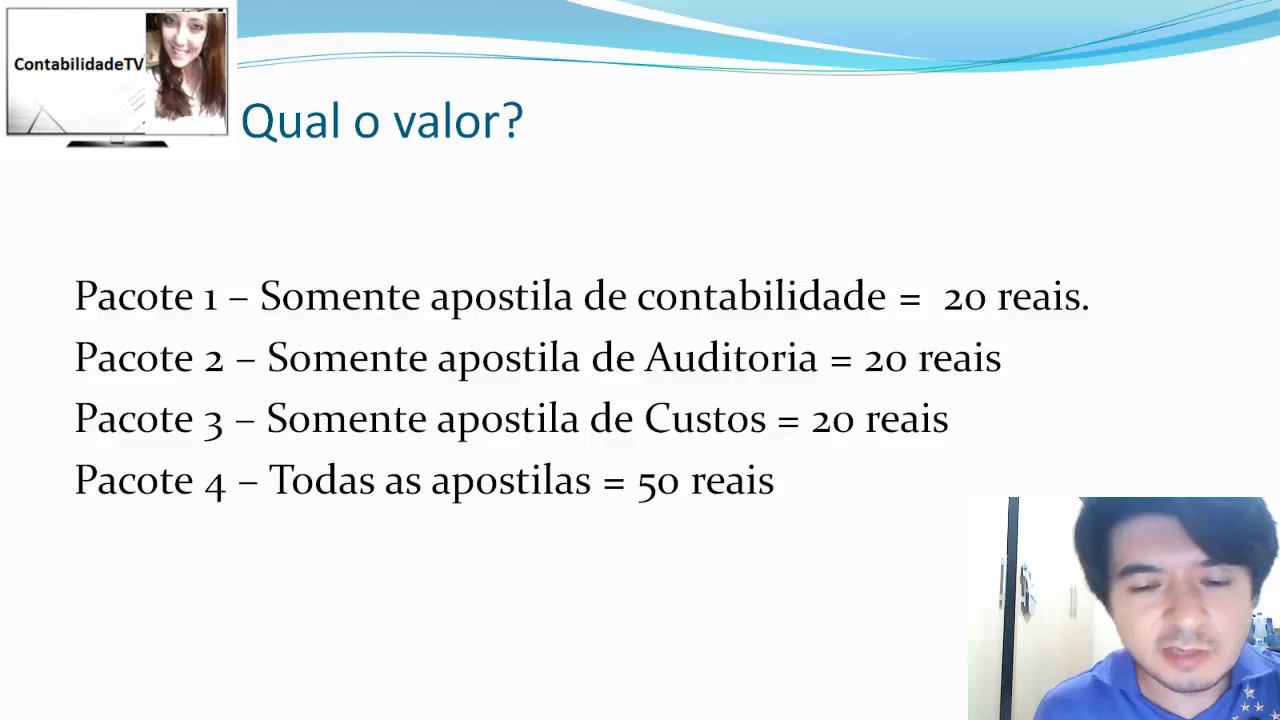 ContabilidadeTV
Qual o valor?
Pacote 1 – Somente apostila de contabilidade =  20 reais.
Pacote 2 – Somente apostila de Auditoria = 20 reais
Pacote 3 – Somente apostila de Custos = 20 reais
Pacote 4 – Todas as apostilas = 50 reais